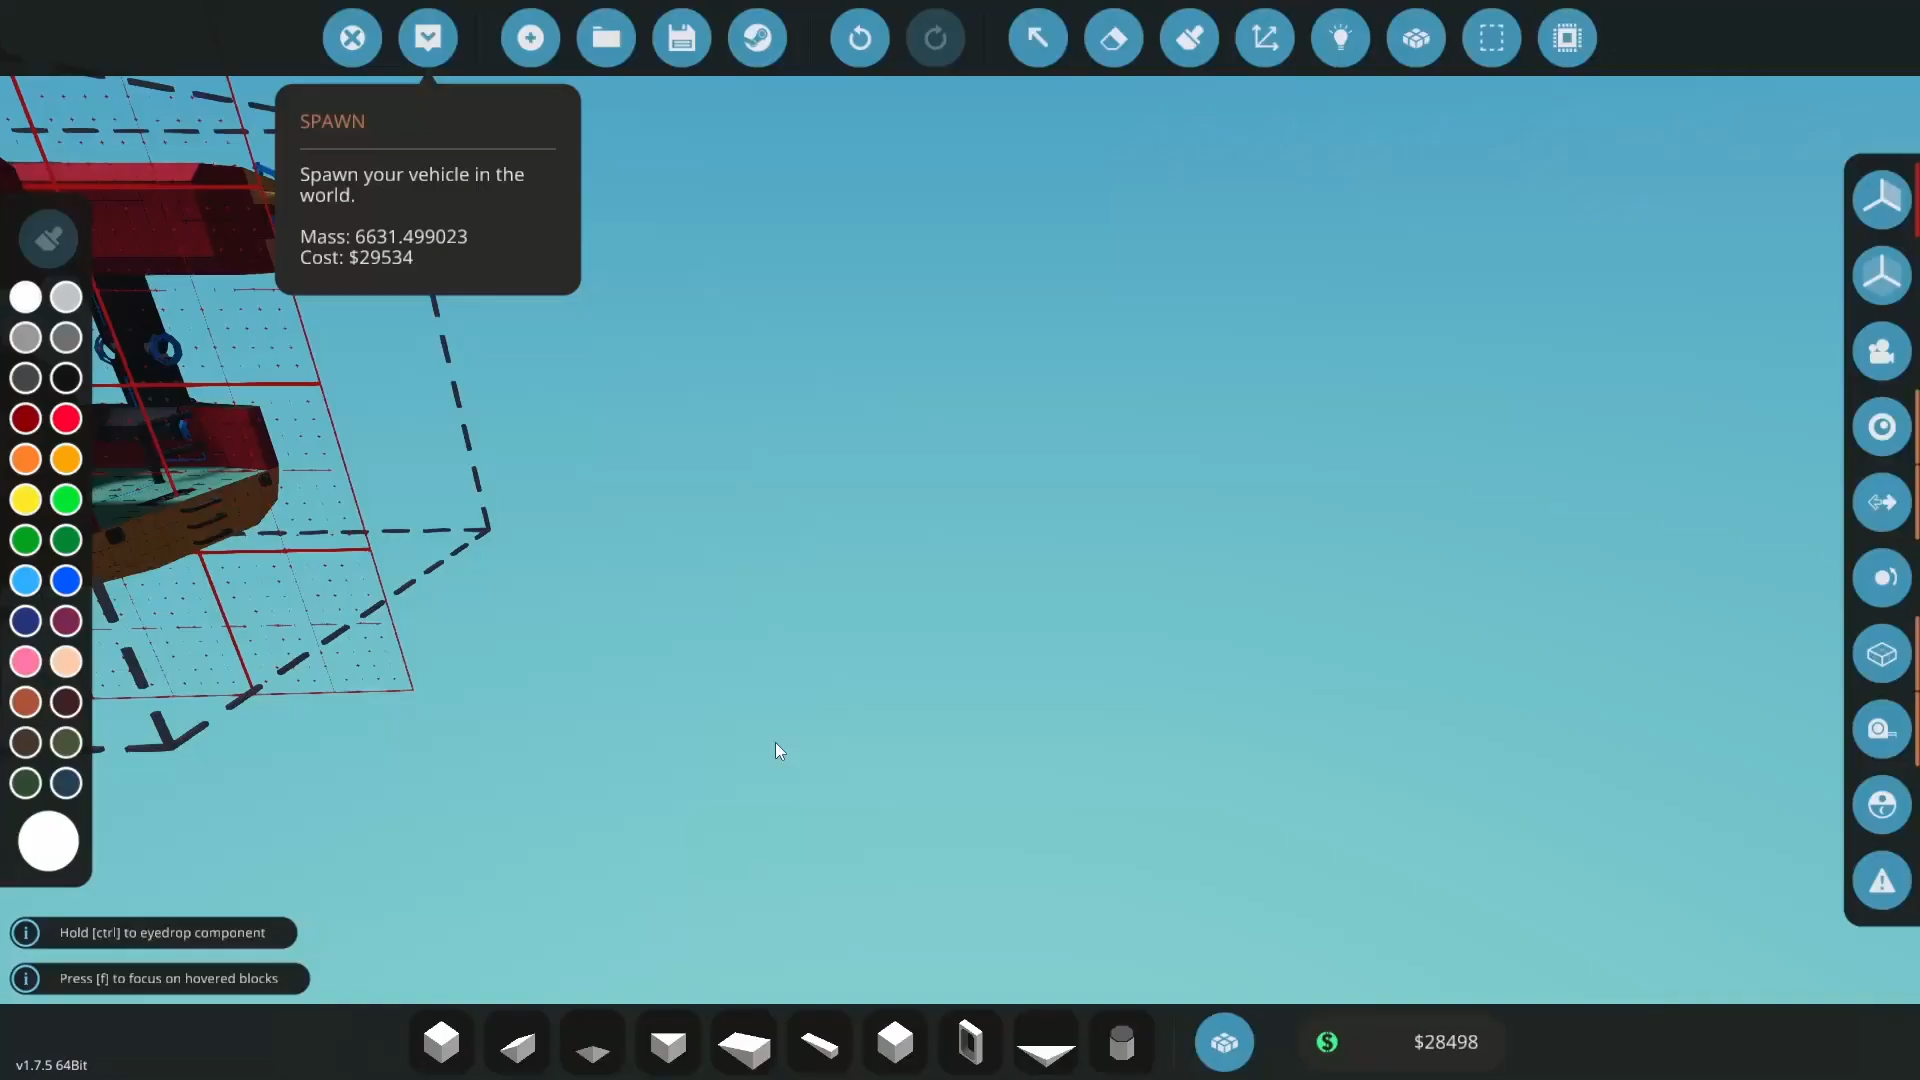 SPAWN
Spawn your vehicle in the
world.
Mass: 6631.499023
Cost: $29534
Hold [ctrl] to eyedrop component
Press [f] to focus on hovered blocks
v1.7.5 64Bit
$28498